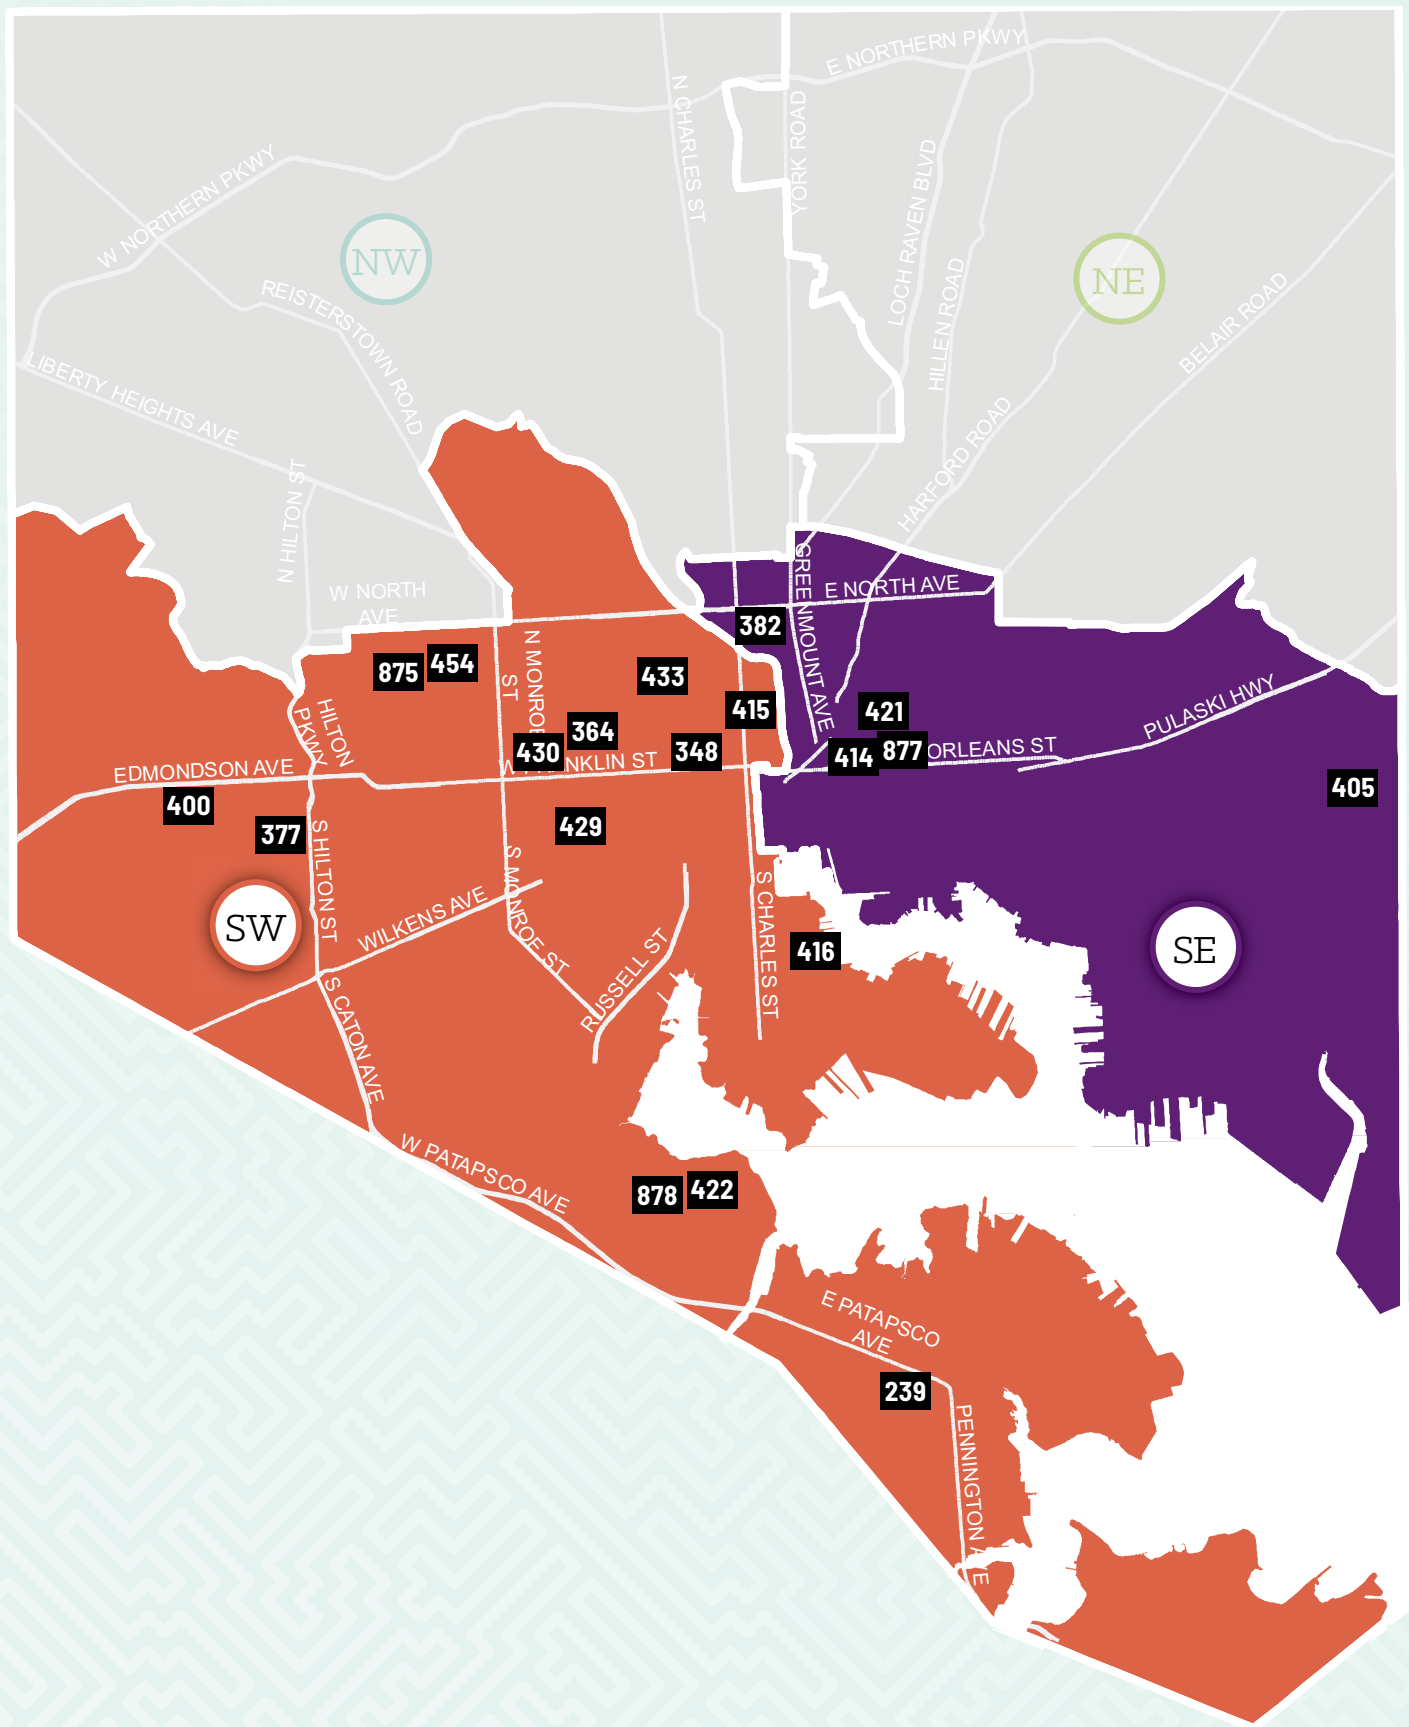 E NORTHERN PKWY
N CHARLES ST
YORK ROAD
W NORTHERN PKWY
LOCH RAVEN BLVD
NW
NE
HILLEN ROAD
REISTERSTOWN ROAD
BELAIR ROAD
LIBERTY HEIGHTS AVE
HARFORD ROAD
N HILTON ST
W NORTH
AVE
GREENMOUNT AVE
E NORTH AVE
382
N MONROE
ST
875
454
433
415
421
HILTON
PKWY
364
430
348
414
877
ORLEANS ST
PULASKI HWY
W FRANKLIN ST
EDMONDSON AVE
405
400
429
377
S HILTON ST
S MONROE ST
S CHARLES ST
WILKENS AVE
SW
SE
RUSSELL ST
416
S CATON AVE
W PATAPSCO AVE
878
422
E PATAPSCO
AVE
239
PENNINGTON AVE